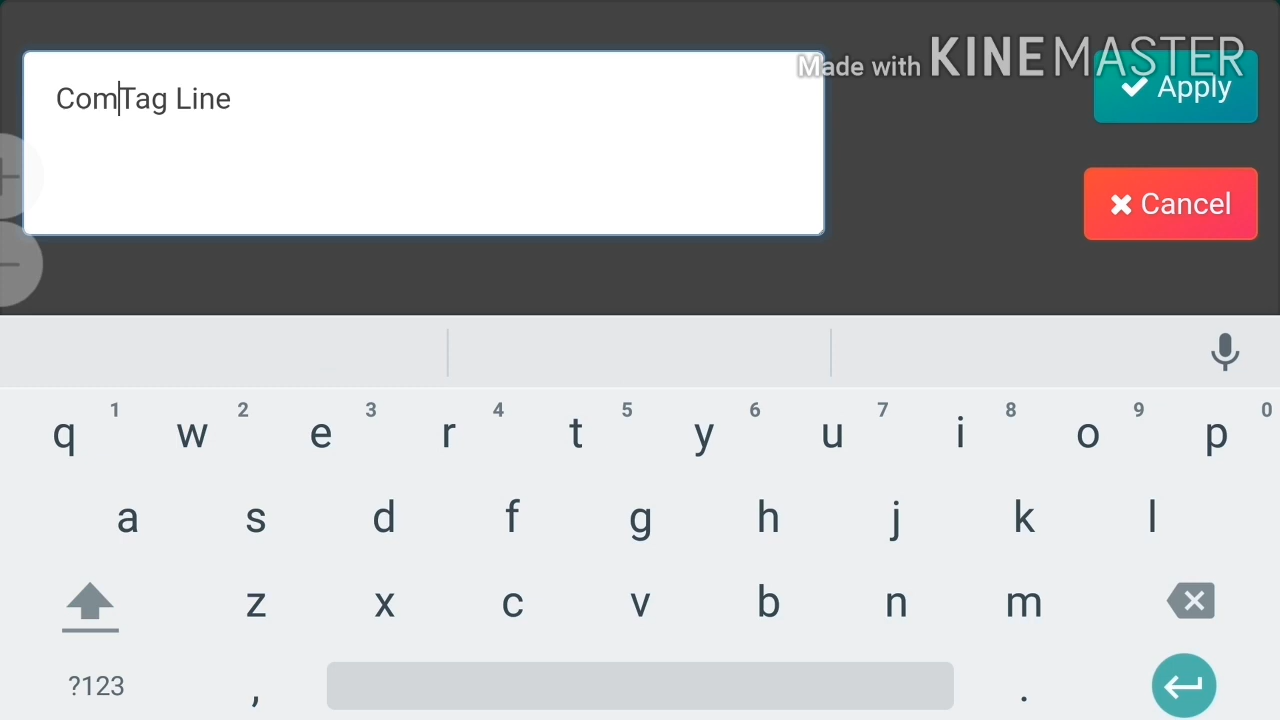 Made with KINEMASTER
ComTag Line
Apply
Cancel
1 2 3 4 5 6 7 8 9 0
q w e r t y u i o p
a s d f g h j k l
z x c v b n m
?123 , .